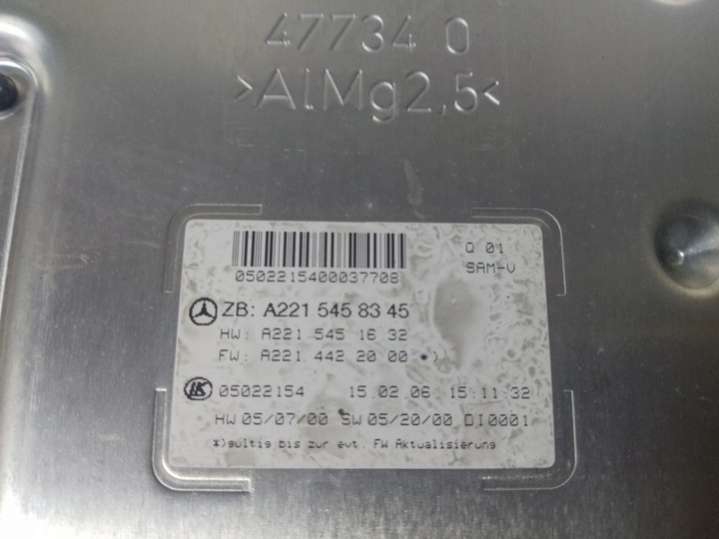 47734 0
>AlMg2,5<
Q 01
0502215400037708
SAM-V
ZB: A221 545 83 45
HW: A221 545 16 32
FW: A221 442 20 00 *)
05022154 15.02.06 15:11:32
HW 05/07/00 SW 05/20/00 DI0001
*)gültig bis zur evt. FW Aktualisierung